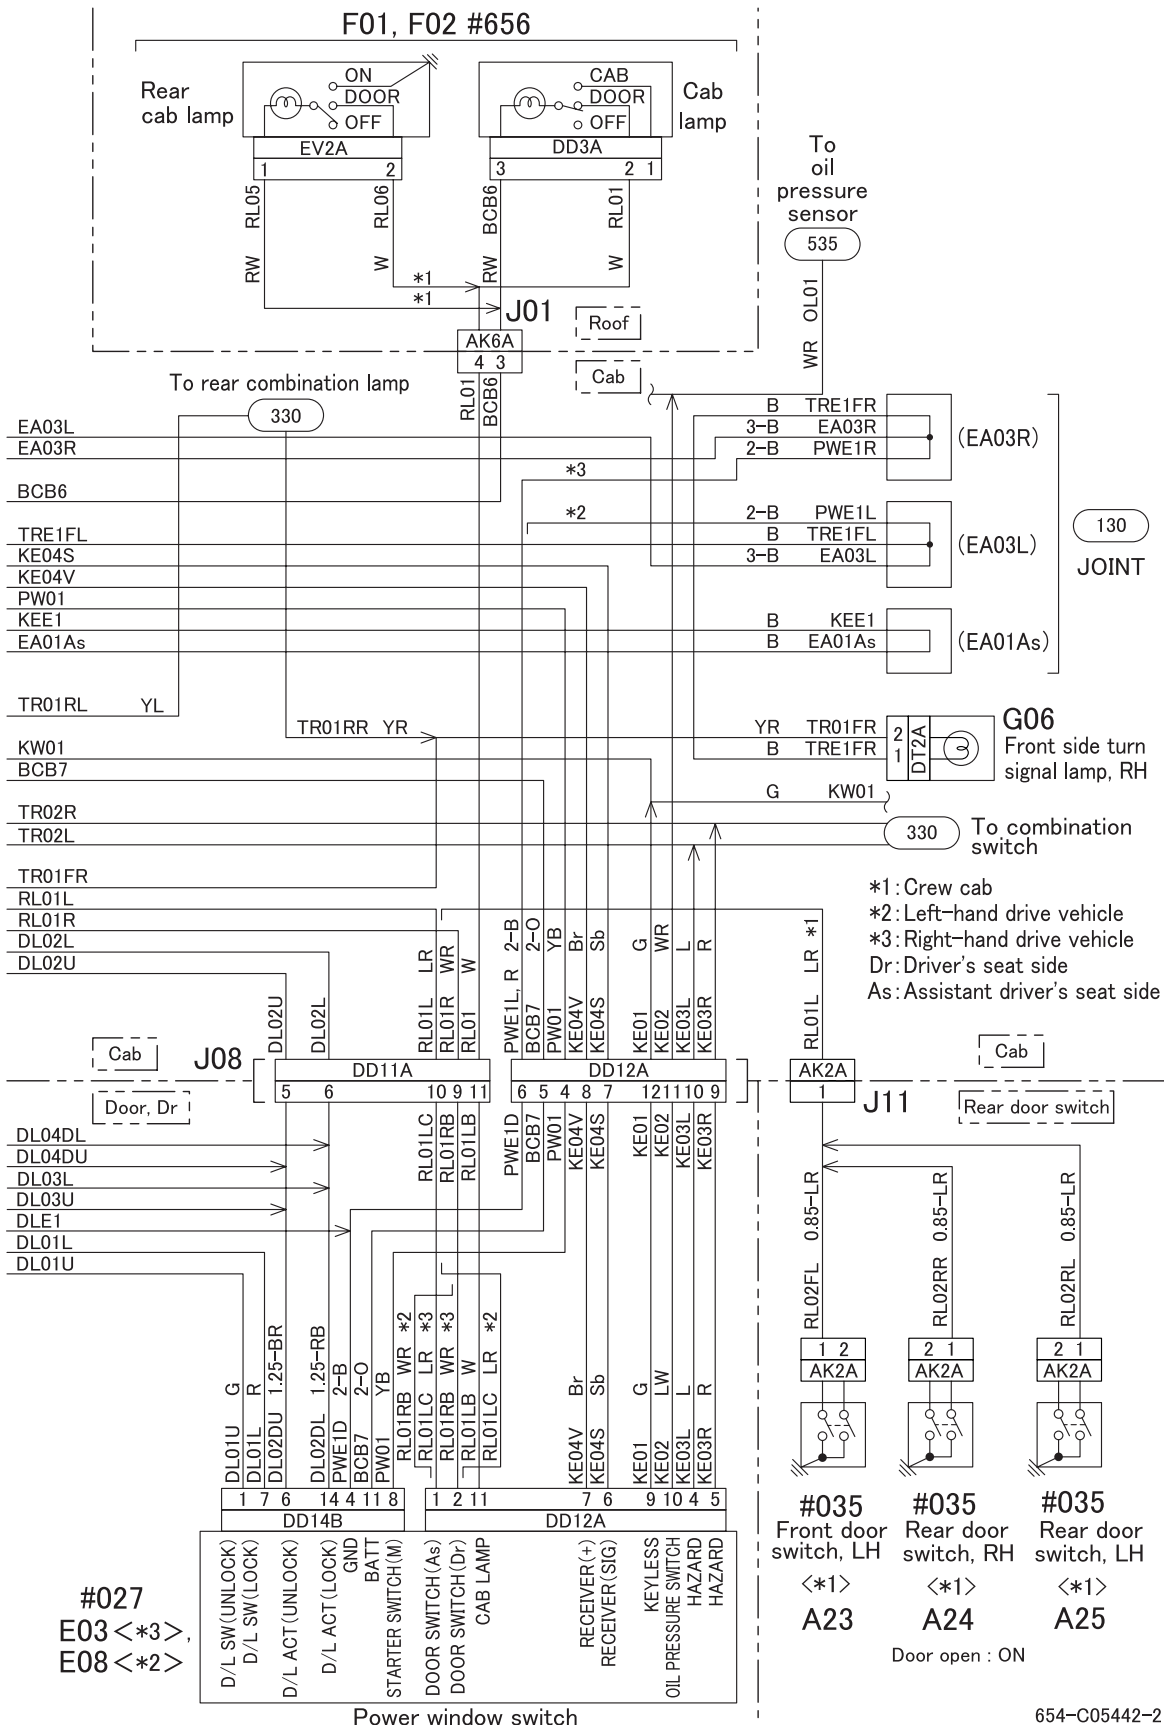 F01, F02 #656
Rear
cab lamp
ON
DOOR
OFF
CAB
DOOR
OFF
Cab
lamp
EV2A
1 2
DD3A
3 2 1
RL05
RL06
BCB6
RL01
RW
W
RW
W
*1
*1
J01
Roof
AK6A
4 3
Cab
RL01
BCB6
To
oil
pressure
sensor
535
WR OL01
To rear combination lamp
330
EA03L
EA03R
BCB6
TRE1FL
KE04S
KE04V
PW01
KEE1
EA01As
TR01RL YL
TR01RR YR
KW01
BCB7
TR02R
TR02L
TR01FR
RL01L
RL01R
DL02L
DL02U
B TRE1FR
3-B EA03R
2-B PWE1R
(EA03R)
*3
*2
2-B PWE1L
B TRE1FL
3-B EA03L
(EA03L)
130
JOINT
B KEE1
B EA01As
(EA01As)
YR TR01FR
B TRE1FR
2
1
DT2A
G06
Front side turn
signal lamp, RH
G KW01
330
To combination
switch
*1:Crew cab
*2:Left-hand drive vehicle
*3:Right-hand drive vehicle
Dr:Driver's seat side
As:Assistant driver's seat side
DL02U
DL02L
RL01L LR
RL01R WR
RL01 W
PWE1L, R 2-B
BCB7 2-O
PW01 YB
KE04V Br
KE04S Sb
KE01 G
KE02 WR
KE03L L
KE03R R
RL01L LR *1
Cab
J08
DD11A
5 6 10 9 11
DD12A
6 5 4 8 7 12 11 10 9
AK2A
1
Cab
J11
Door, Dr
Rear door switch
DL04DL
DL04DU
DL03L
DL03U
DLE1
DL01L
DL01U
RL01LC
RL01RB
RL01LB
PWE1D
BCB7
PW01
KE04V
KE04S
KE01
KE02
KE03L
KE03R
RL02FL 0.85-LR
RL02RR 0.85-LR
RL02RL 0.85-LR
DL01U G
DL01L R
DL02DU 1.25-BR
DL02DL 1.25-RB
PWE1D 2-B
BCB7 2-O
PW01 YB
RL01RB WR *2
RL01LC LR *3
RL01RB WR *3
RL01LB W
RL01LC LR *2
KE04V Br
KE04S Sb
KE01 G
KE02 LW
KE03L L
KE03R R
1 2
AK2A
2 1
AK2A
2 1
AK2A
1 7 6 14 4 11 8
DD14B
1 2 11 7 6 9 10 4 5
DD12A
D/L SW(UNLOCK)
D/L SW(LOCK)
D/L ACT(UNLOCK)
D/L ACT(LOCK)
GND
BATT
STARTER SWITCH(M)
DOOR SWITCH(As)
DOOR SWITCH(Dr)
CAB LAMP
RECEIVER(+)
RECEIVER(SIG)
KEYLESS
OIL PRESSURE SWITCH
HAZARD
HAZARD
#027
E03<*3>,
E08<*2>
Power window switch
#035
Front door
switch, LH
<*1>
A23
#035
Rear door
switch, RH
<*1>
A24
#035
Rear door
switch, LH
<*1>
A25
Door open : ON
654-C05442-2